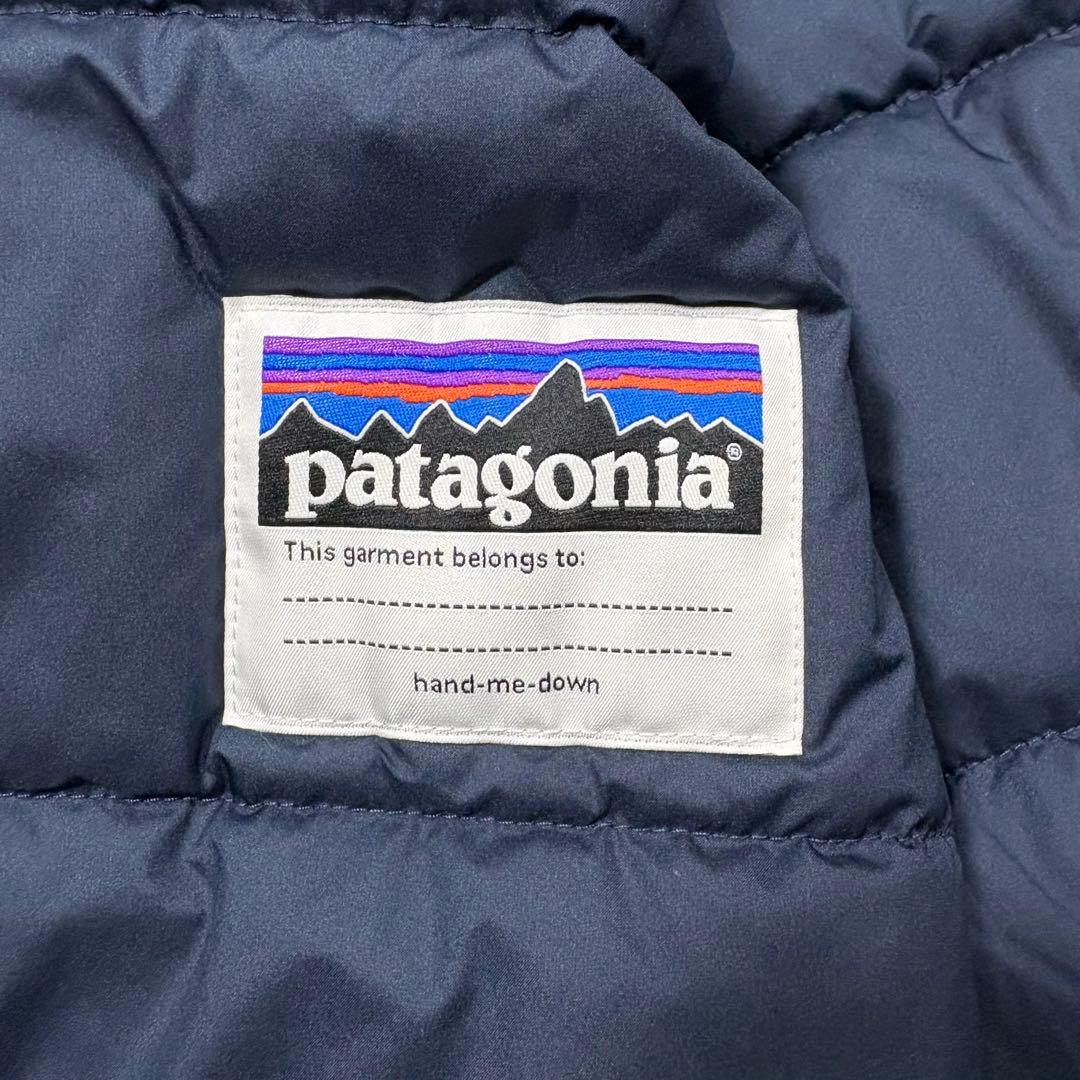 patagonia®
This garment belongs to:
hand-me-down